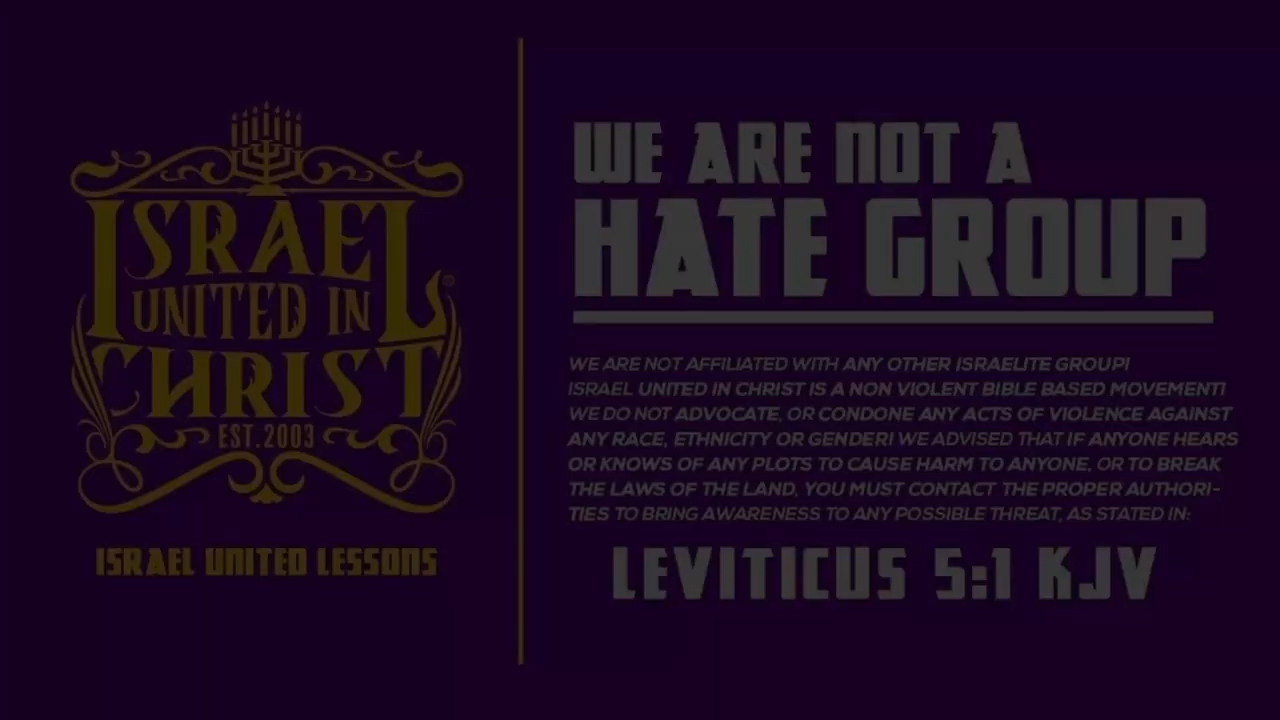 ISRAEL
UNITED IN
CHRIST
EST. 2003
ISRAEL UNITED LESSONS
WE ARE NOT A
HATE GROUP
WE ARE NOT AFFILIATED WITH ANY OTHER ISRAELITE GROUP!
ISRAEL UNITED IN CHRIST IS A NON VIOLENT BIBLE BASED MOVEMENT!
WE DO NOT ADVOCATE, OR CONDONE ANY ACTS OF VIOLENCE AGAINST
ANY RACE, ETHNICITY OR GENDER! WE ADVISED THAT IF ANYONE HEARS
OR KNOWS OF ANY PLOTS TO CAUSE HARM TO ANYONE, OR TO BREAK
THE LAWS OF THE LAND, YOU MUST CONTACT THE PROPER AUTHORI-
TIES TO BRING AWARENESS TO ANY POSSIBLE THREAT, AS STATED IN:
LEVITICUS 5:1 KJV